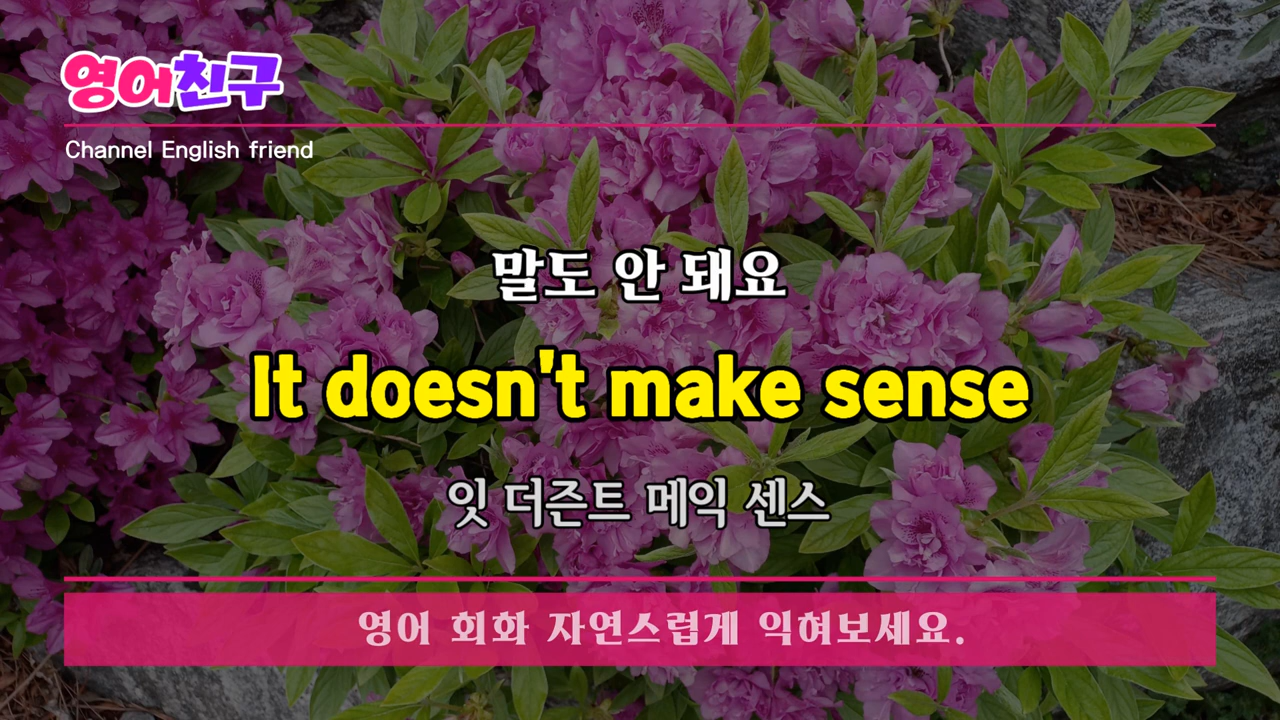 영어친구
Channel English friend
말도 안 돼요
It doesn't make sense
잇 더즌트 메익 센스
영어 회화 자연스럽게 익혀보세요.